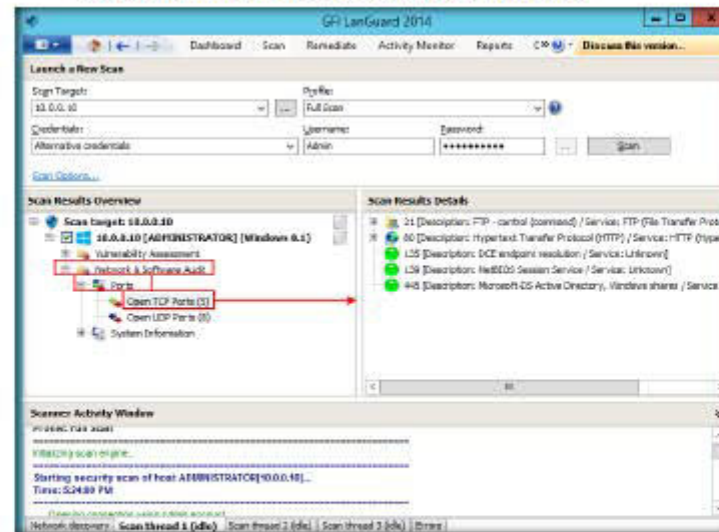 GFI LanGuard 2014
Dashboard Scan Remediate Activity Monitor Reports Discuss this version...
Launch a New Scan
Scan Target: Profile:
10.0.0.10 ... Full Scan
Credentials: Username: Password:
Alternative credentials Admin •••••••••• ... Scan
Scan Options...
Scan Results Overview
Scan target: 10.0.0.10
10.0.0.10 [ADMINISTRATOR] (Windows 8.1)
Vulnerability Assessment
Network & Software Audit
Ports
Open TCP Ports (5)
Open UDP Ports (8)
System Information
Scan Results Details
21 [Description: FTP - control (command) / Service: FTP (File Transfer Prot
80 [Description: Hypertext Transfer Protocol (HTTP) / Service: HTTP (Hype
135 [Description: DCE endpoint resolution / Service: Unknown]
139 [Description: NetBIOS Session Service / Service: Unknown]
445 [Description: Microsoft-DS Active Directory, Windows shares / Service
Scanner Activity Window
Profile: Full Scan
Initializing scan engine...
Starting security scan of host ADMINISTRATOR[10.0.0.10]...
Time: 5:24:00 PM
Network discovery Scan thread 1 (idle) Scan thread 2 (idle) Scan thread 3 (idle) Errors